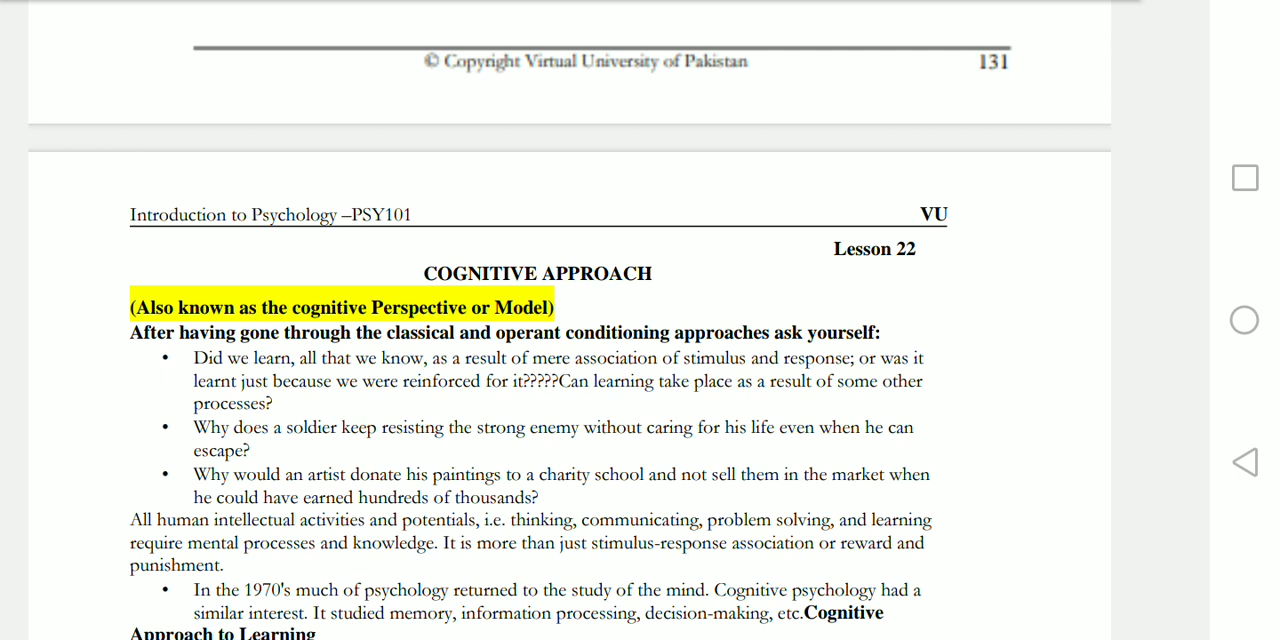 © Copyright Virtual University of Pakistan 131
Introduction to Psychology –PSY101 VU
Lesson 22
COGNITIVE APPROACH
(Also known as the cognitive Perspective or Model)
After having gone through the classical and operant conditioning approaches ask yourself:
• Did we learn, all that we know, as a result of mere association of stimulus and response; or was it
learnt just because we were reinforced for it?????Can learning take place as a result of some other
processes?
• Why does a soldier keep resisting the strong enemy without caring for his life even when he can
escape?
• Why would an artist donate his paintings to a charity school and not sell them in the market when
he could have earned hundreds of thousands?
All human intellectual activities and potentials, i.e. thinking, communicating, problem solving, and learning
require mental processes and knowledge. It is more than just stimulus-response association or reward and
punishment.
• In the 1970's much of psychology returned to the study of the mind. Cognitive psychology had a
similar interest. It studied memory, information processing, decision-making, etc.Cognitive
Approach to Learning